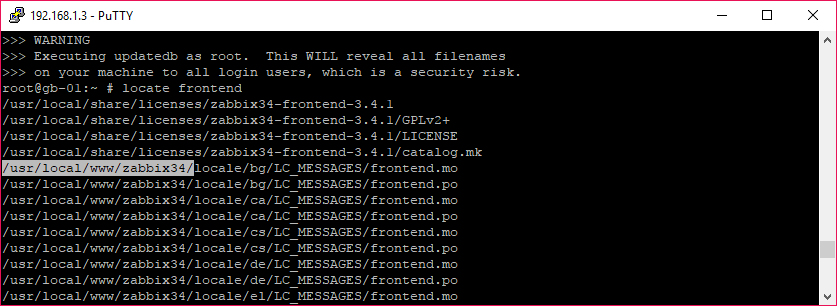 192.168.1.3 - PuTTY
>>> WARNING
>>> Executing updatedb as root.  This WILL reveal all filenames
>>> on your machine to all login users, which is a security risk.
root@gb-01:~ # locate frontend
/usr/local/share/licenses/zabbix34-frontend-3.4.1
/usr/local/share/licenses/zabbix34-frontend-3.4.1/GPLv2+
/usr/local/share/licenses/zabbix34-frontend-3.4.1/LICENSE
/usr/local/share/licenses/zabbix34-frontend-3.4.1/catalog.mk
/usr/local/www/zabbix34/locale/bg/LC_MESSAGES/frontend.mo
/usr/local/www/zabbix34/locale/bg/LC_MESSAGES/frontend.po
/usr/local/www/zabbix34/locale/ca/LC_MESSAGES/frontend.mo
/usr/local/www/zabbix34/locale/ca/LC_MESSAGES/frontend.po
/usr/local/www/zabbix34/locale/cs/LC_MESSAGES/frontend.mo
/usr/local/www/zabbix34/locale/cs/LC_MESSAGES/frontend.po
/usr/local/www/zabbix34/locale/de/LC_MESSAGES/frontend.mo
/usr/local/www/zabbix34/locale/de/LC_MESSAGES/frontend.po
/usr/local/www/zabbix34/locale/el/LC_MESSAGES/frontend.mo